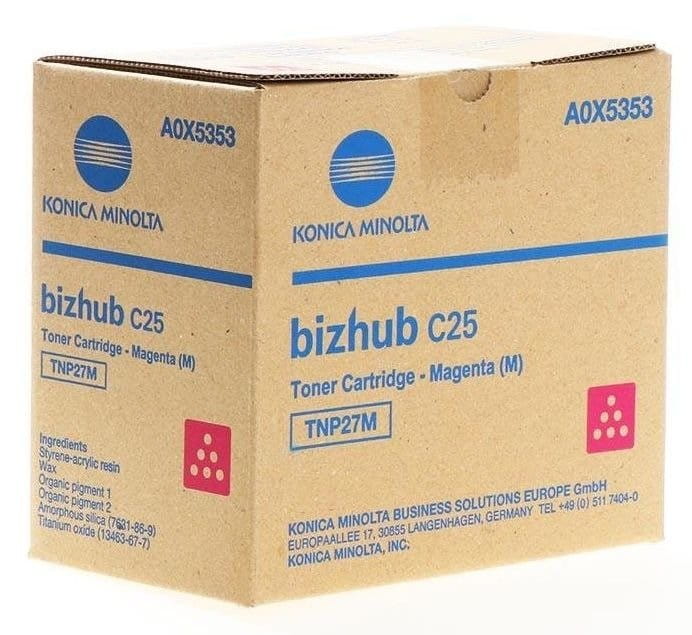 A0X5353
KONICA MINOLTA
bizhub C25
Toner Cartridge - Magenta (M)
TNP27M
Ingredients
Styrene-acrylic resin
Wax
Organic pigment 1
Organic pigment 2
Amorphous silica (7631-86-9)
Titanium oxide (13463-67-7)
A0X5353
KONICA MINOLTA
bizhub C25
Toner Cartridge - Magenta (M)
TNP27M
KONICA MINOLTA BUSINESS SOLUTIONS EUROPE GmbH
EUROPAALLEE 17, 30855 LANGENHAGEN, GERMANY TEL +49 (0) 511 7404-0
KONICA MINOLTA, INC.